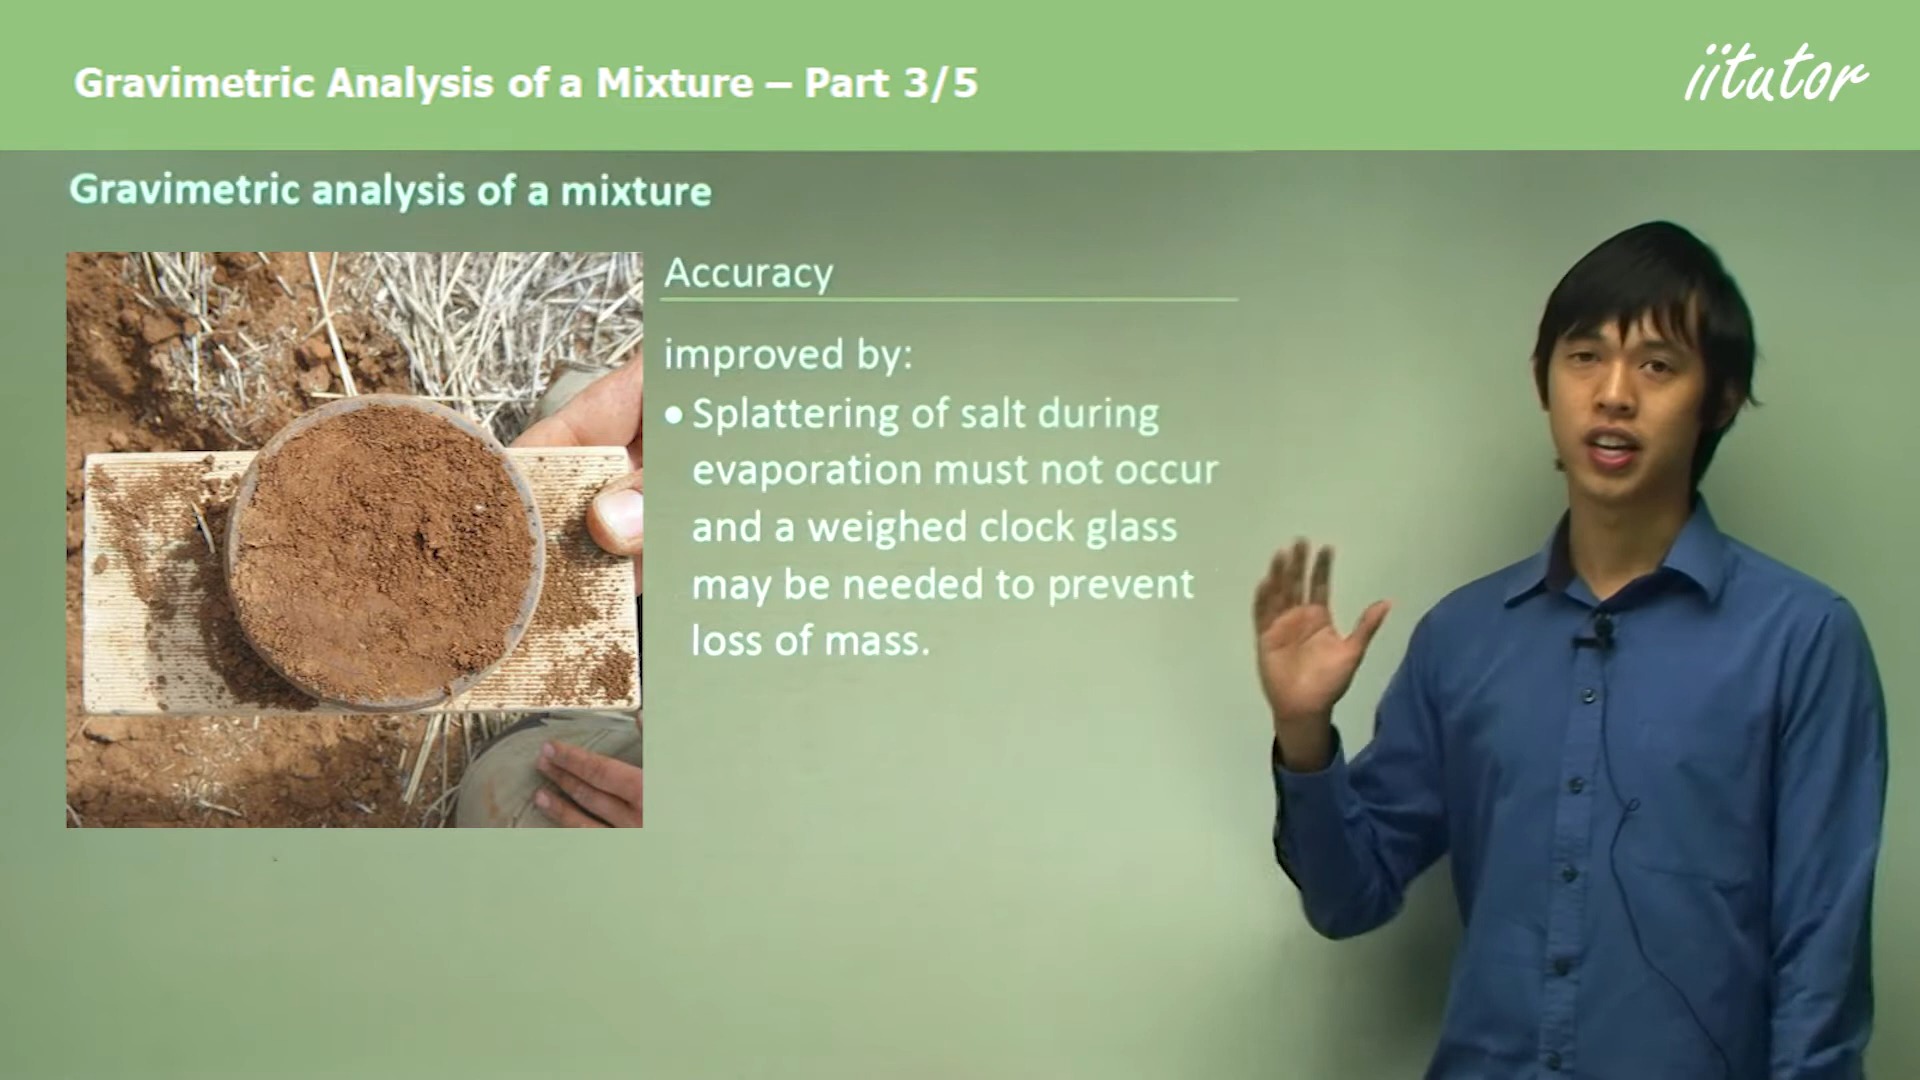 Gravimetric Analysis of a Mixture – Part 3/5
iitutor
Gravimetric analysis of a mixture
Accuracy
improved by:
• Splattering of salt during
evaporation must not occur
and a weighed clock glass
may be needed to prevent
loss of mass.